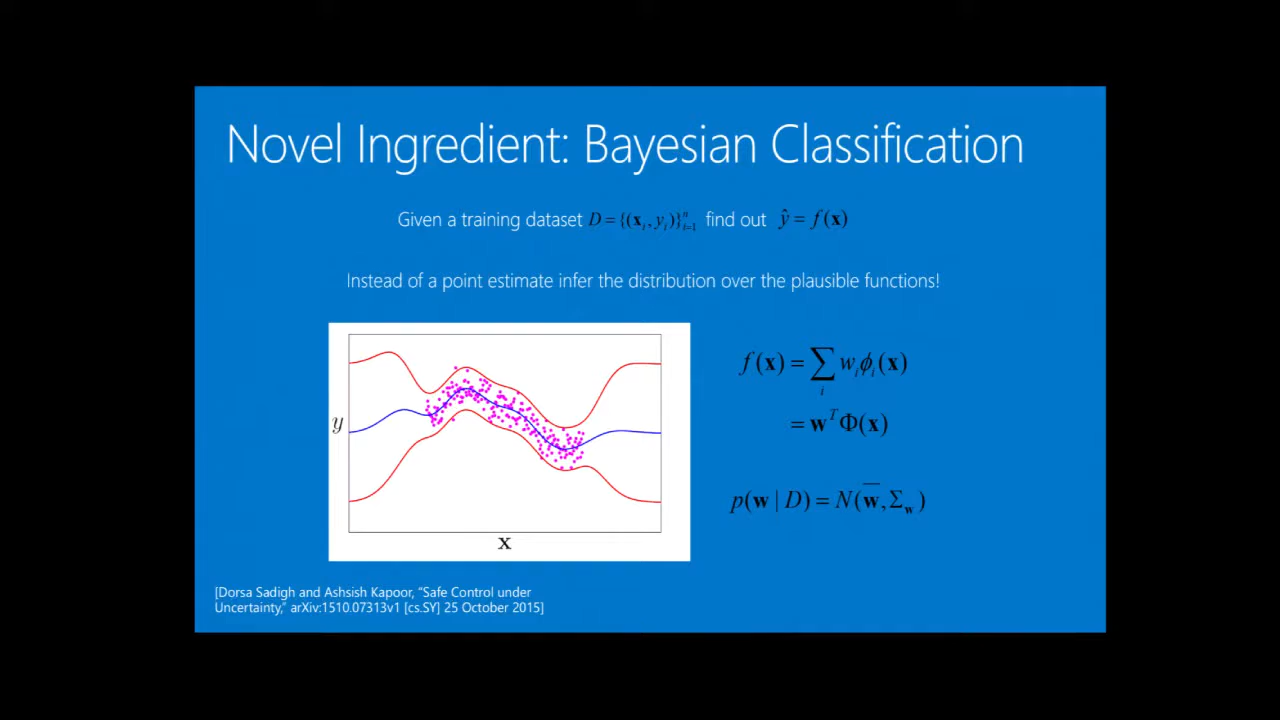 Novel Ingredient: Bayesian Classification
Given a training dataset D = {(x_i, y_i)}_{i=1}^n find out ŷ = f(x)
Instead of a point estimate infer the distribution over the plausible functions!
f(x) = ∑_i w_i ϕ_i(x)
= w^T Φ(x)
y
p(w | D) = N(w̅, Σ_w)
x
[Dorsa Sadigh and Ashsish Kapoor, “Safe Control under
Uncertainty,” arXiv:1510.07313v1 [cs.SY] 25 October 2015]